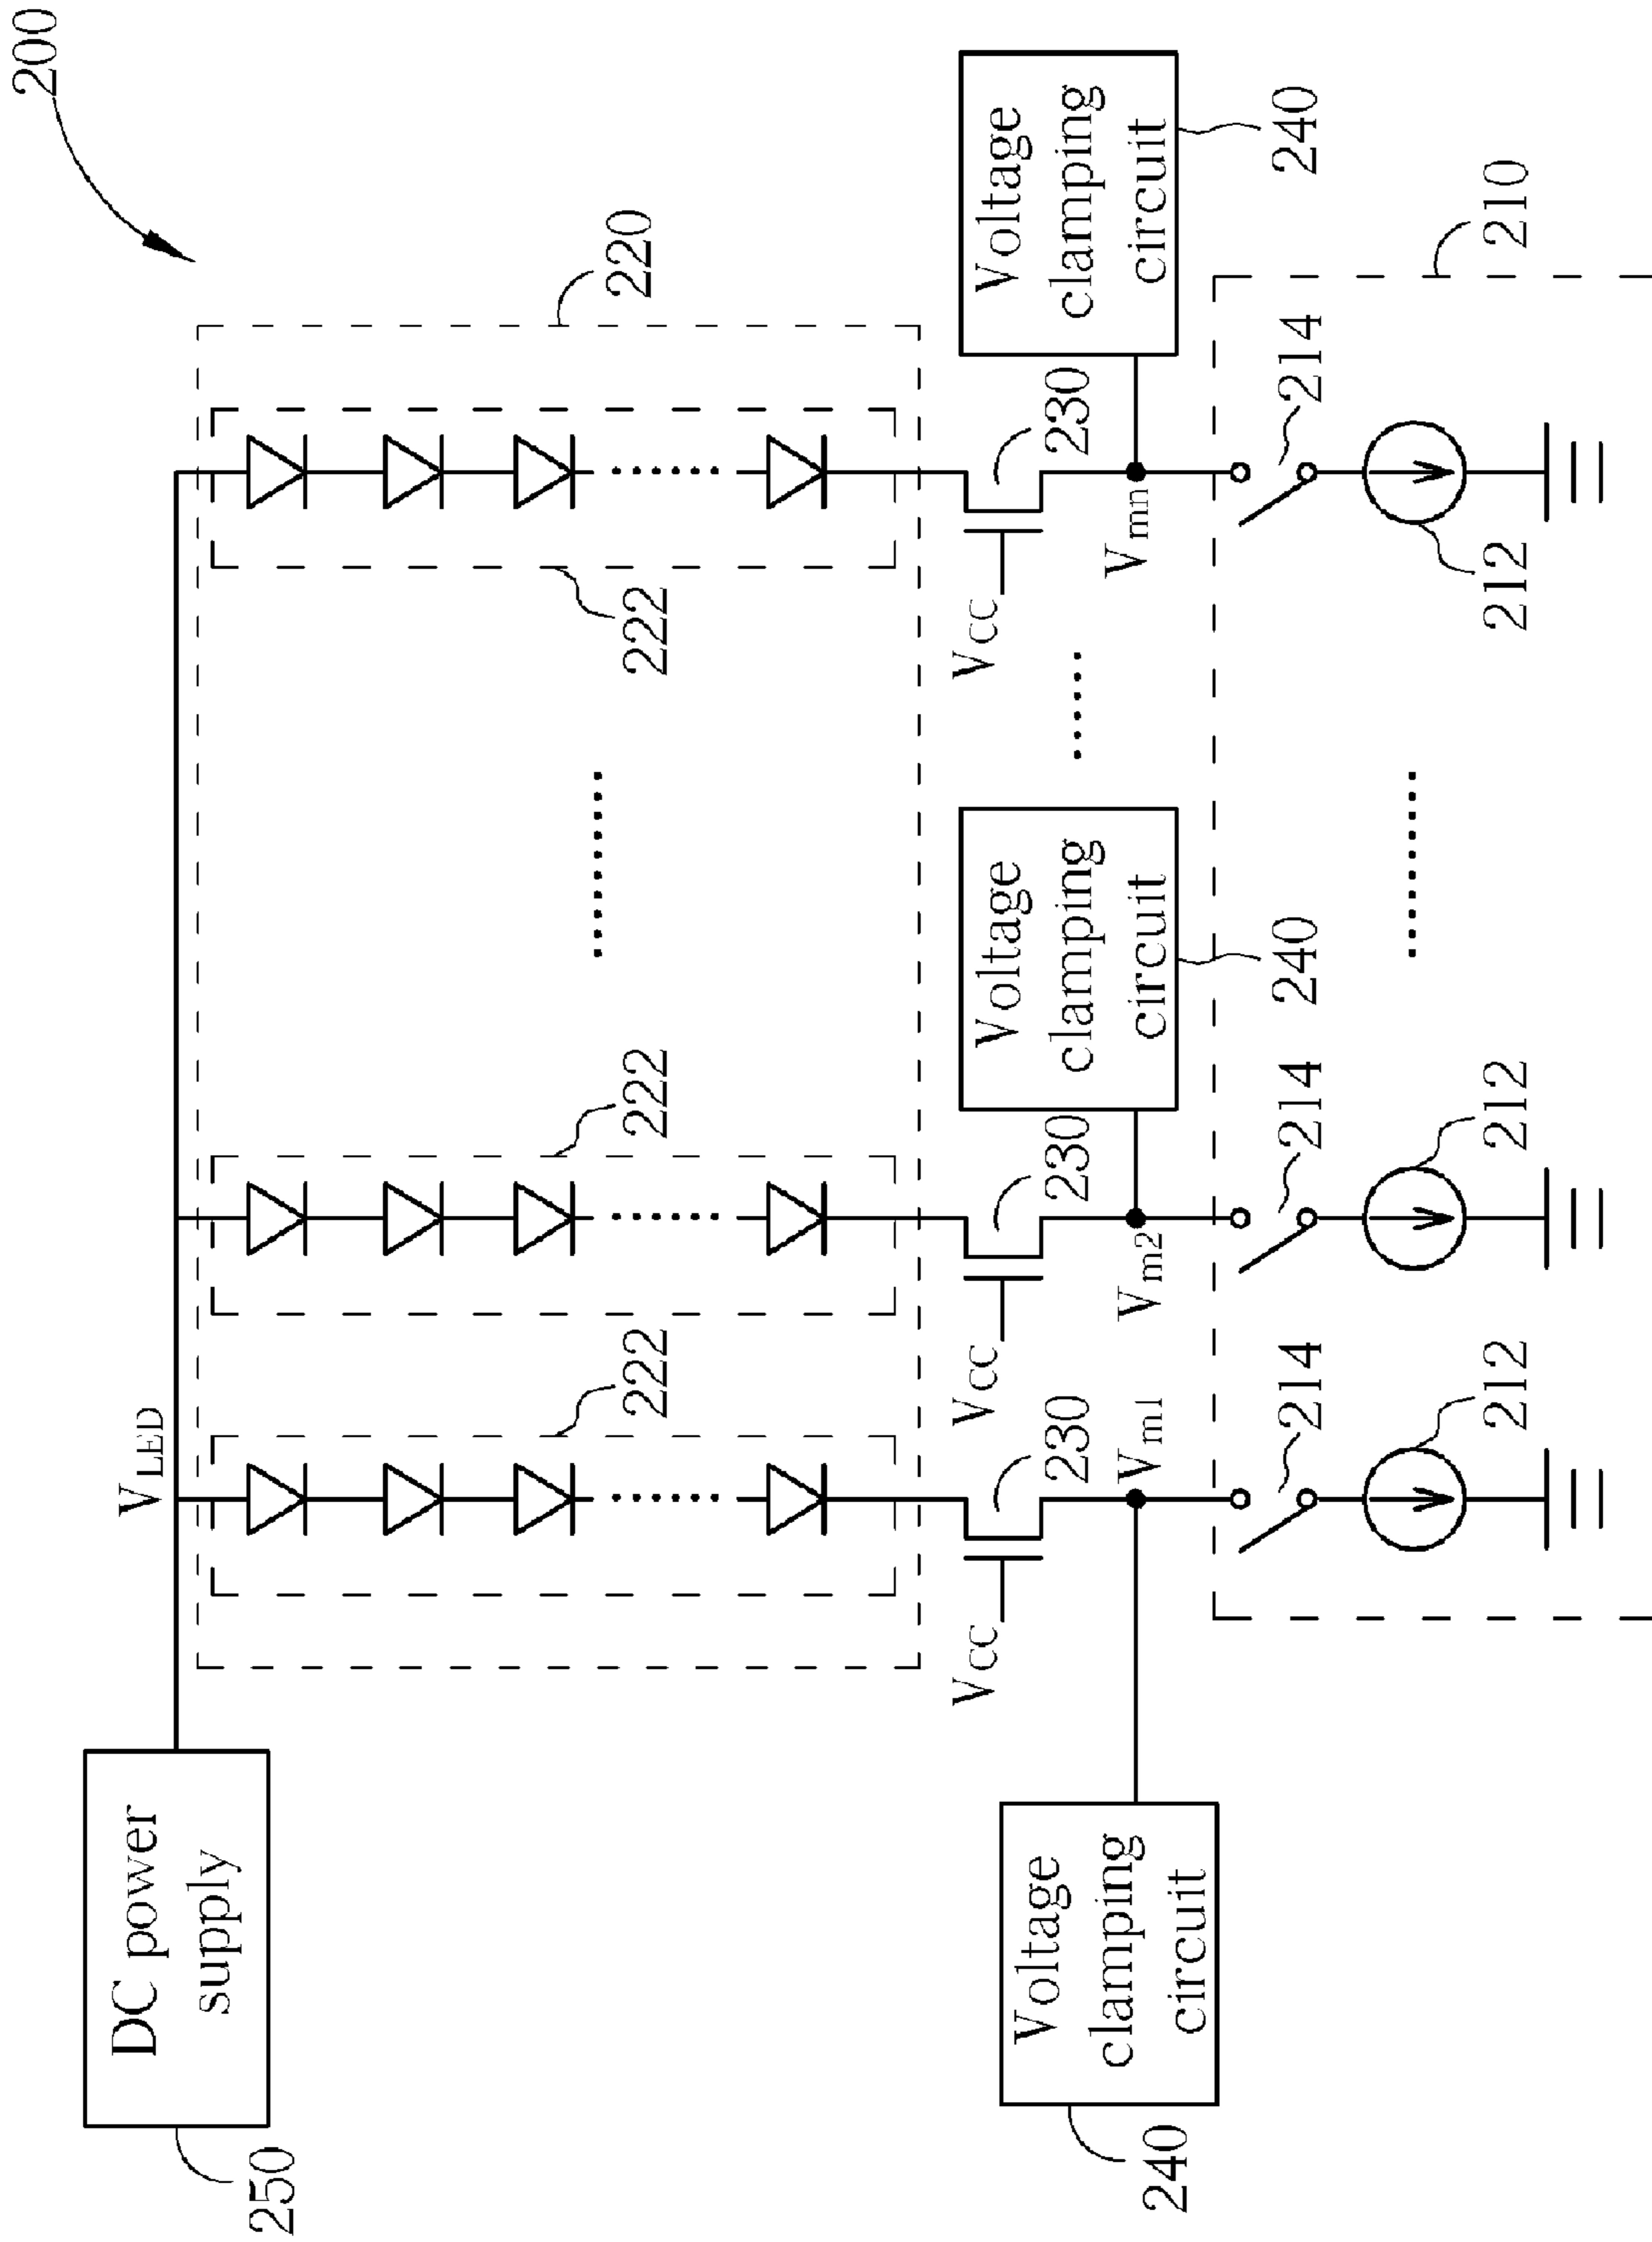 200
DC power
supply
250
V_LED
220
222
222
222
V_CC
230
V_CC
230
V_CC
230
Voltage
clamping
circuit
240
V_m1
Voltage
clamping
circuit
240
V_m2
Voltage
clamping
circuit
240
V_mn
210
214
214
214
212
212
212